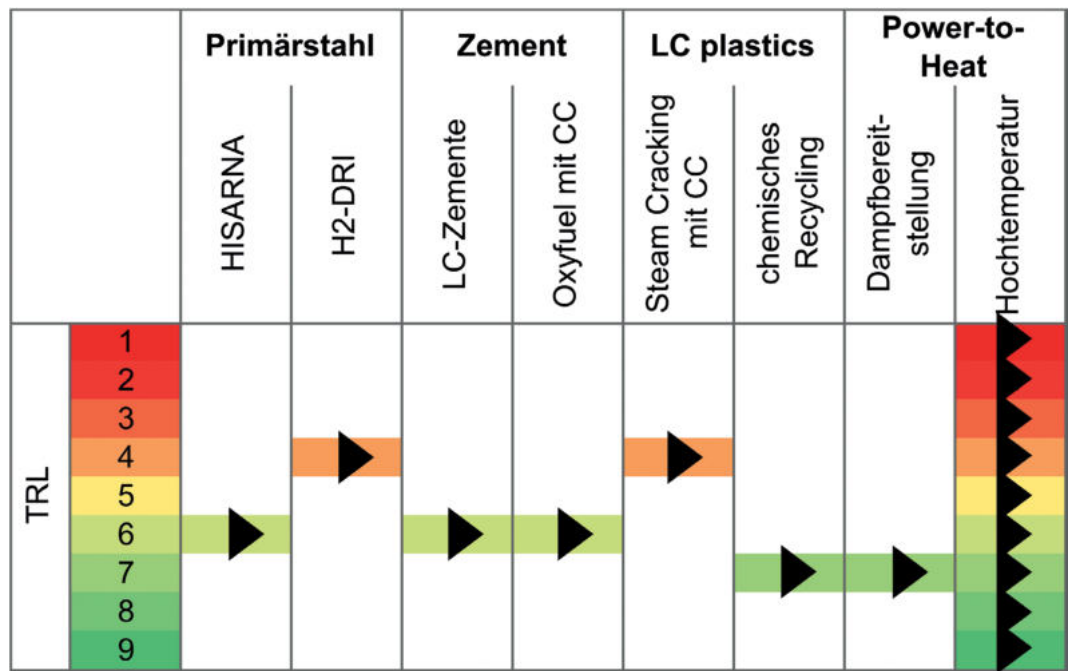 Primärstahl
Zement
LC plastics
Power-to-
Heat
HISARNA
H2-DRI
LC-Zemente
Oxyfuel mit CC
Steam Cracking
mit CC
chemisches
Recycling
Dampfbereit-
stellung
Hochtemperatur
TRL
1
2
3
4
5
6
7
8
9